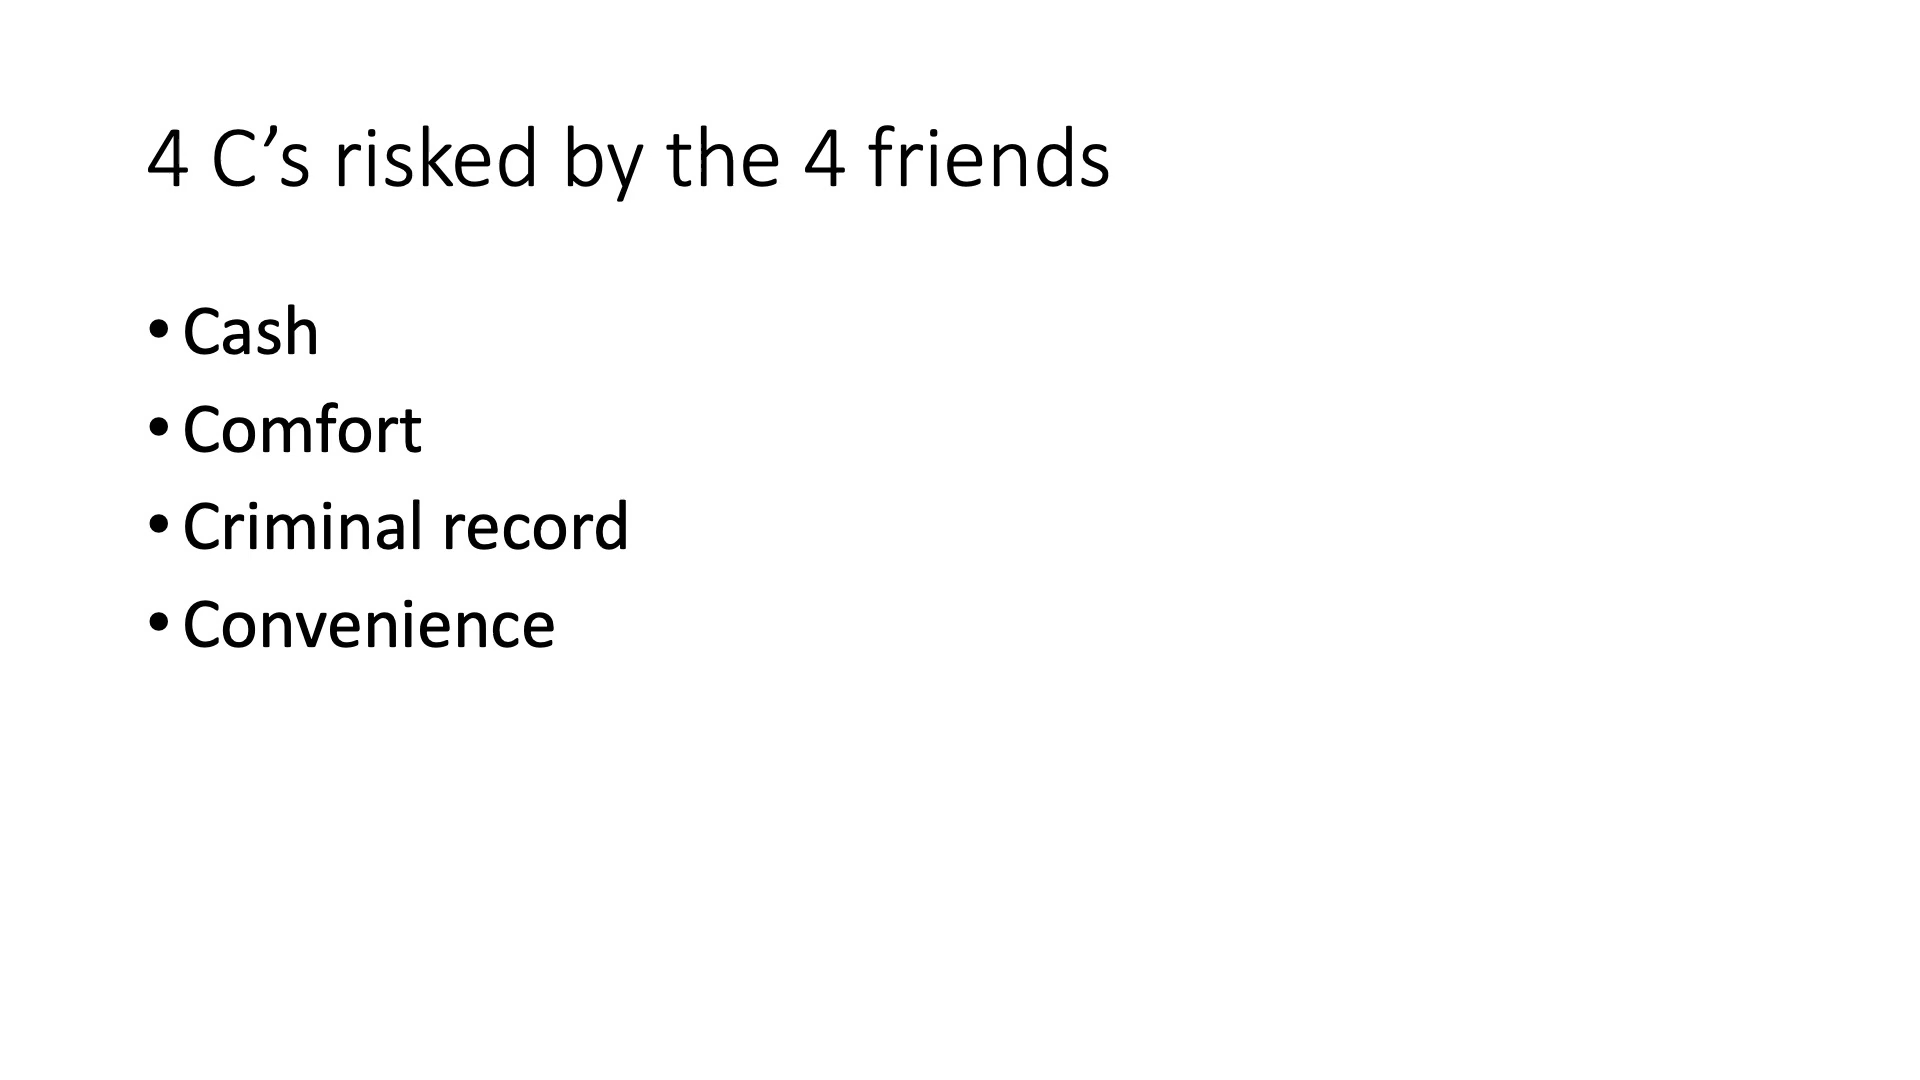 4 C’s risked by the 4 friends
• Cash
• Comfort
• Criminal record
• Convenience